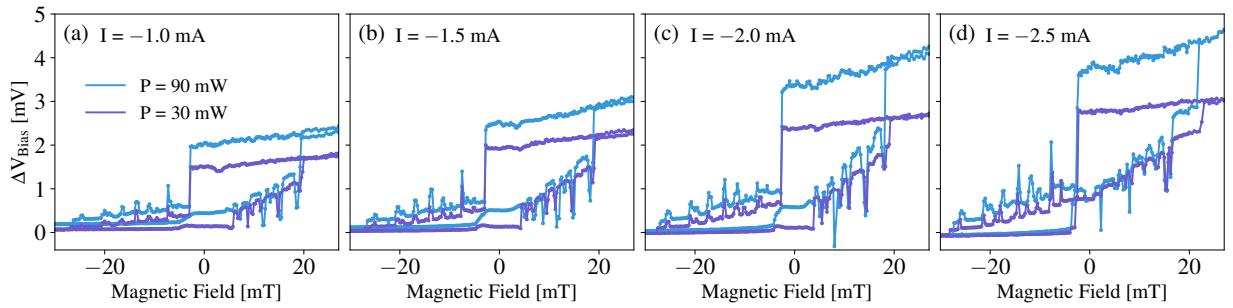 (a) I = −1.0 mA
(b) I = −1.5 mA
(c) I = −2.0 mA
(d) I = −2.5 mA
P = 90 mW
P = 30 mW
ΔV_Bias [mV]
5
4
3
2
1
0
−20 0 20
−20 0 20
−20 0 20
−20 0 20
Magnetic Field [mT]
Magnetic Field [mT]
Magnetic Field [mT]
Magnetic Field [mT]